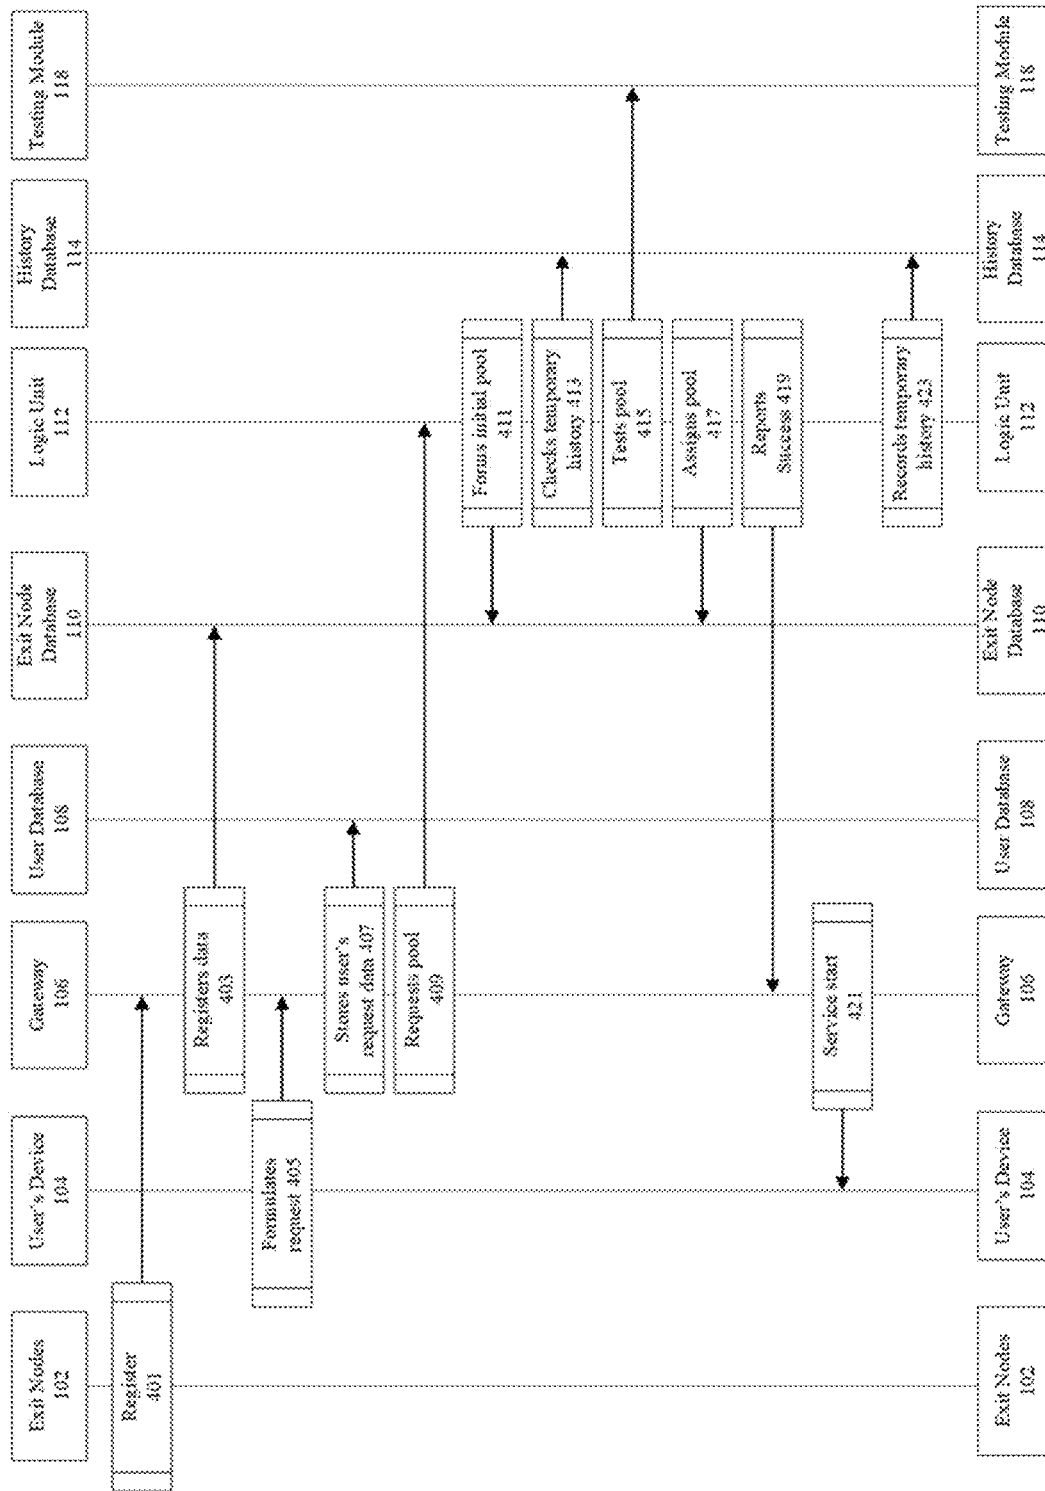 Exit Nodes
102
User's Device
104
Gateway
106
User Database
108
Exit Node
Database
110
Logic Unit
112
History
Database
114
Testing Module
118
Register
401
Registers data
403
Formulates
request 405
Stores user's
request data 407
Requests pool
409
Forms initial pool
411
Checks temporary
history 413
Tests pool
415
Assigns pool
417
Reports
Success 419
Service start
421
Records temporary
history 423
Exit Nodes
102
User's Device
104
Gateway
106
User Database
108
Exit Node
Database
110
Logic Unit
112
History
Database
114
Testing Module
118